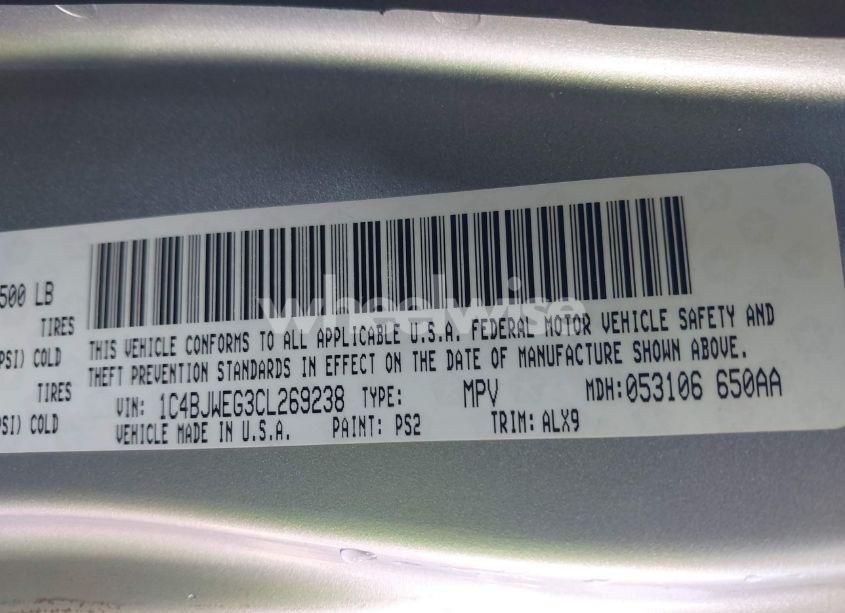 500 LB
TIRES
PSI) COLD
TIRES
PSI) COLD
wheelwise
THIS VEHICLE CONFORMS TO ALL APPLICABLE U.S.A. FEDERAL MOTOR VEHICLE SAFETY AND
THEFT PREVENTION STANDARDS IN EFFECT ON THE DATE OF MANUFACTURE SHOWN ABOVE.
VIN: 1C4BJWEG3CL269238 TYPE: MPV MDH:053106 650AA
VEHICLE MADE IN U.S.A. PAINT: PS2 TRIM: ALX9